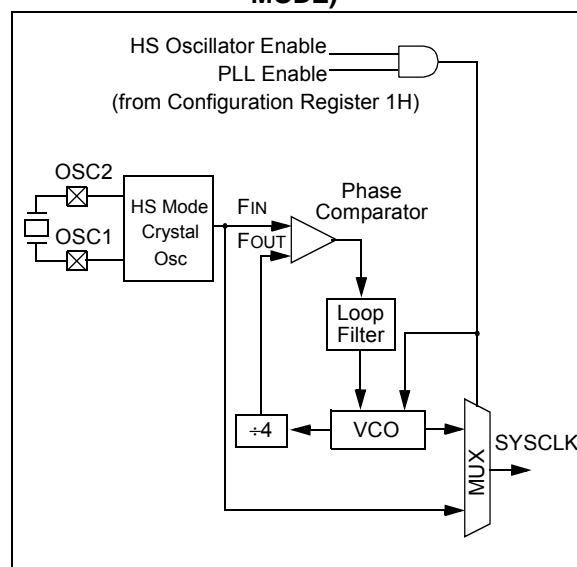 MODE)
HS Oscillator Enable
PLL Enable
(from Configuration Register 1H)
OSC2
OSC1
HS Mode
Crystal
Osc
FIN
FOUT
Phase
Comparator
Loop
Filter
÷4
VCO
MUX
SYSCLK